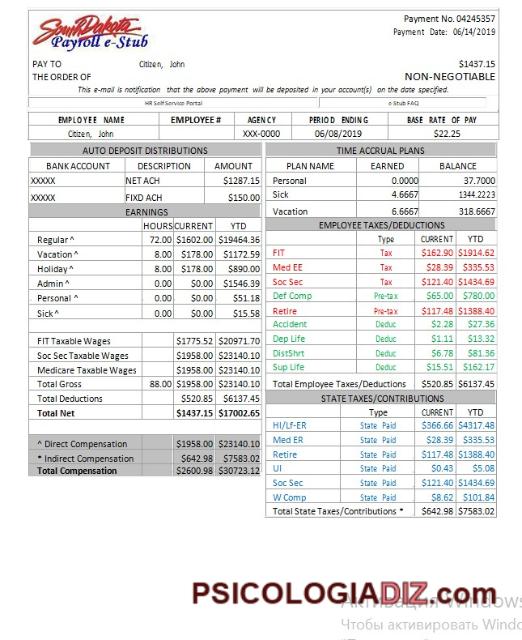 South Dakota
Payroll e-Stub
Payment No. 04245357
Payment Date: 06/14/2019
PAY TO Citizen, John $1437.15
THE ORDER OF NON-NEGOTIABLE
This e-mail is notification that the above payment will be deposited in your account(s) on the date specified.
HR Self Service Portal e Stub FAQ
EMPLOYEE NAME EMPLOYEE # AGENCY PERIOD ENDING BASE RATE OF PAY
Citizen, John XXX-0000 06/08/2019 $22.25
AUTO DEPOSIT DISTRIBUTIONS
BANK ACCOUNT DESCRIPTION AMOUNT
XXXXX NET ACH $1287.15
XXXXX FIXD ACH $150.00
EARNINGS
HOURS CURRENT YTD
Regular ^ 72.00 $1602.00 $19464.36
Vacation ^ 8.00 $178.00 $1172.59
Holiday ^ 8.00 $178.00 $890.00
Admin ^ 0.00 $0.00 $1546.39
Personal ^ 0.00 $0.00 $51.18
Sick ^ 0.00 $0.00 $15.58
FIT Taxable Wages $1775.52 $20971.70
Soc Sec Taxable Wages $1958.00 $23140.10
Medicare Taxable Wages $1958.00 $23140.10
Total Gross 88.00 $1958.00 $23140.10
Total Deductions $520.85 $6137.45
Total Net $1437.15 $17002.65
^ Direct Compensation $1958.00 $23140.10
* Indirect Compensation $642.98 $7583.02
Total Compensation $2600.98 $30723.12
TIME ACCRUAL PLANS
PLAN NAME EARNED BALANCE
Personal 0.0000 37.7000
Sick 4.6667 1344.2223
Vacation 6.6667 318.6667
EMPLOYEE TAXES/DEDUCTIONS
Type CURRENT YTD
FIT Tax $162.90 $1914.62
Med EE Tax $28.39 $335.53
Soc Sec Tax $121.40 $1434.69
Def Comp Pre-tax $65.00 $780.00
Retire Pre-tax $117.48 $1388.40
Accident Deduc $2.28 $27.36
Dep Life Deduc $1.11 $13.32
DistShrt Deduc $6.78 $81.36
Sup Life Deduc $15.51 $162.17
Total Employee Taxes/Deductions $520.85 $6137.45
STATE TAXES/CONTRIBUTIONS
Type CURRENT YTD
HI/Lf-ER State Paid $366.66 $4317.48
Med ER State Paid $28.39 $335.53
Retire State Paid $117.48 $1388.40
UI State Paid $0.43 $5.08
Soc Sec State Paid $121.40 $1434.69
W Comp State Paid $8.62 $101.84
Total State Taxes/Contributions * $642.98 $7583.02
PSICOLOGIADIZ.com
Активация Windows
Чтобы активировать Windo